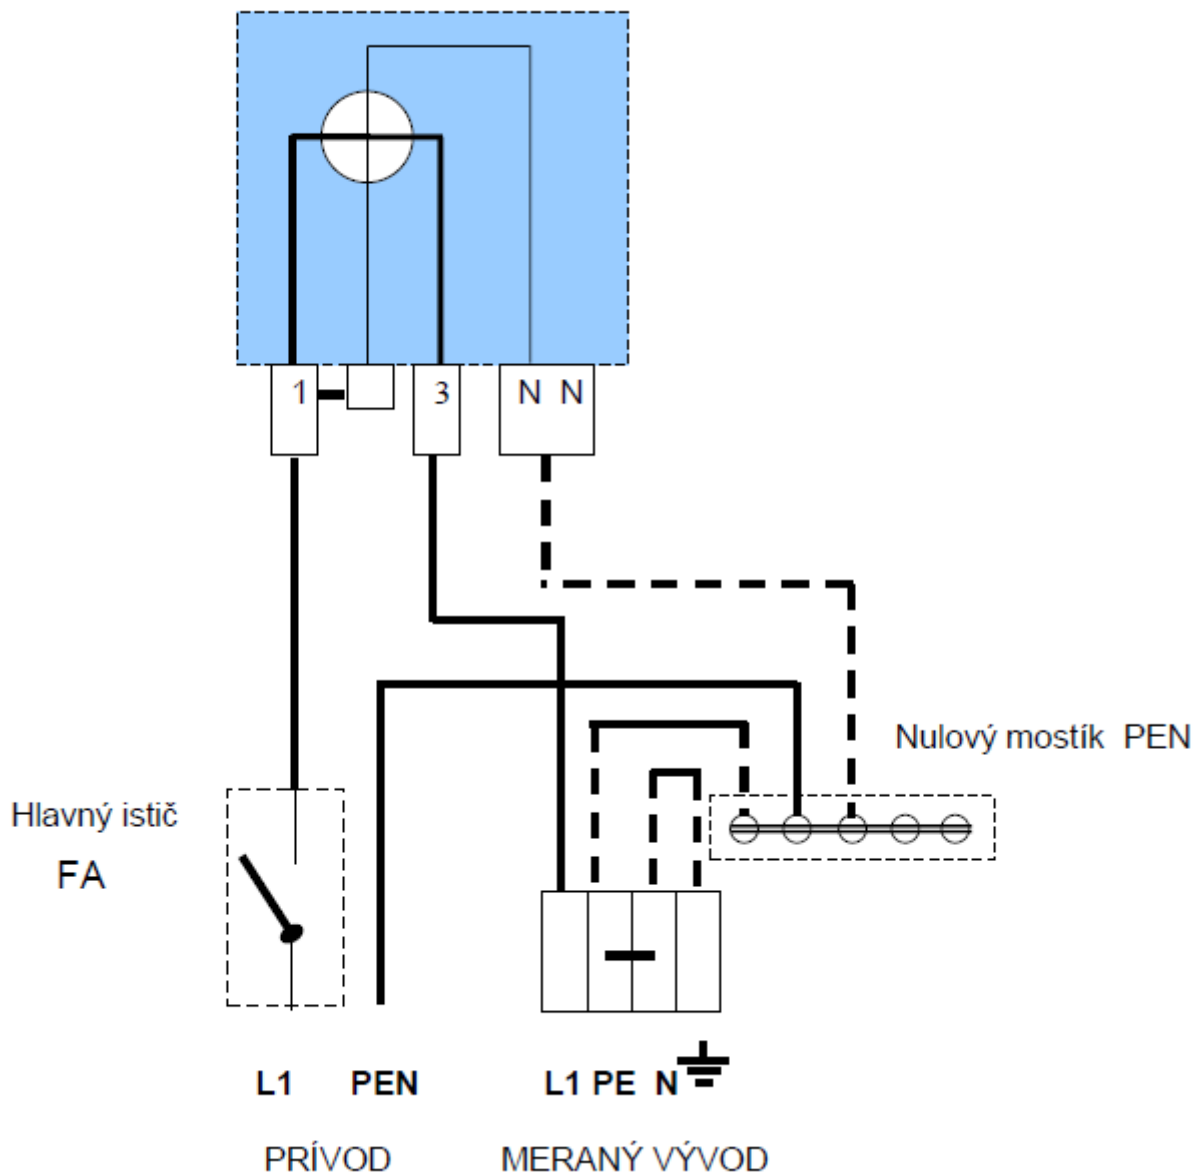 1 3 N N
Nulový mostík PEN
Hlavný istič
FA
L1 PEN L1 PE N
PRÍVOD MERANÝ VÝVOD